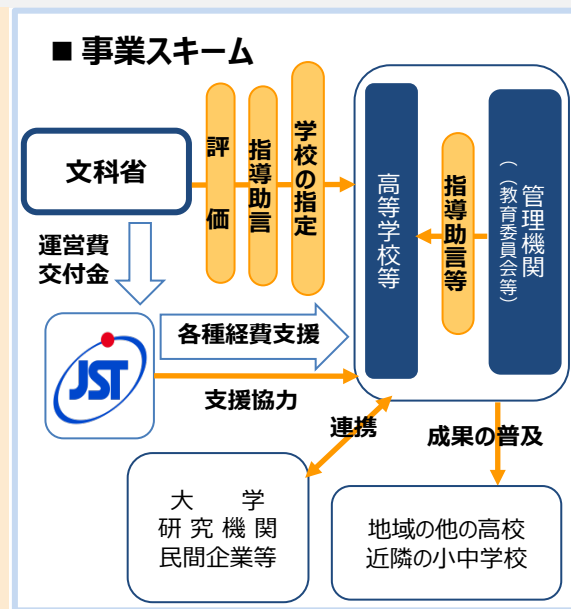 ■ 事業スキーム
文科省
評価
指導助言
学校の指定
高等学校等
指導助言等
管理機関
(（教育委員会等）
運営費
交付金
JST
各種経費支援
支援協力
連携
成果の普及
大　学
研究機関
民間企業等
地域の他の高校
近隣の小中学校